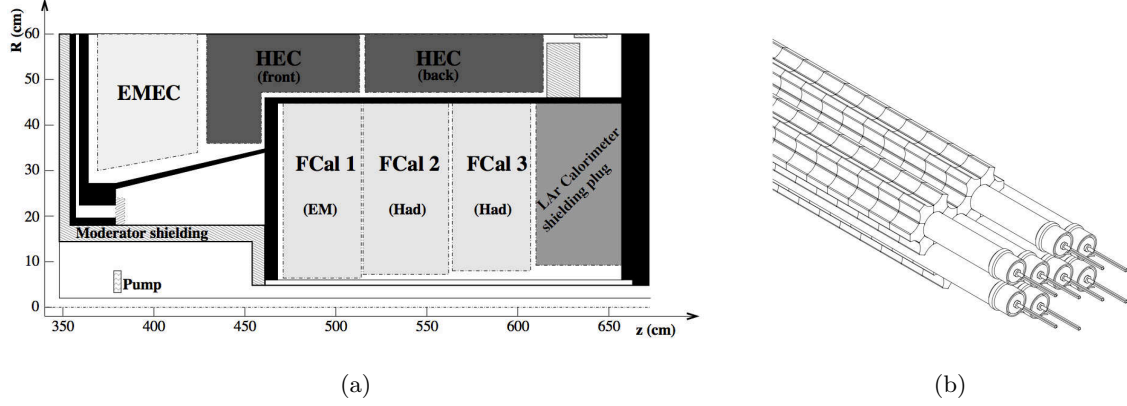 R (cm)
60
50
40
30
20
10
0
EMEC
HEC
(front)
HEC
(back)
FCal 1
(EM)
FCal 2
(Had)
FCal 3
(Had)
LAr Calorimeter
shielding plug
Moderator shielding
Pump
350
400
450
500
550
600
650
z (cm)
(a)
(b)